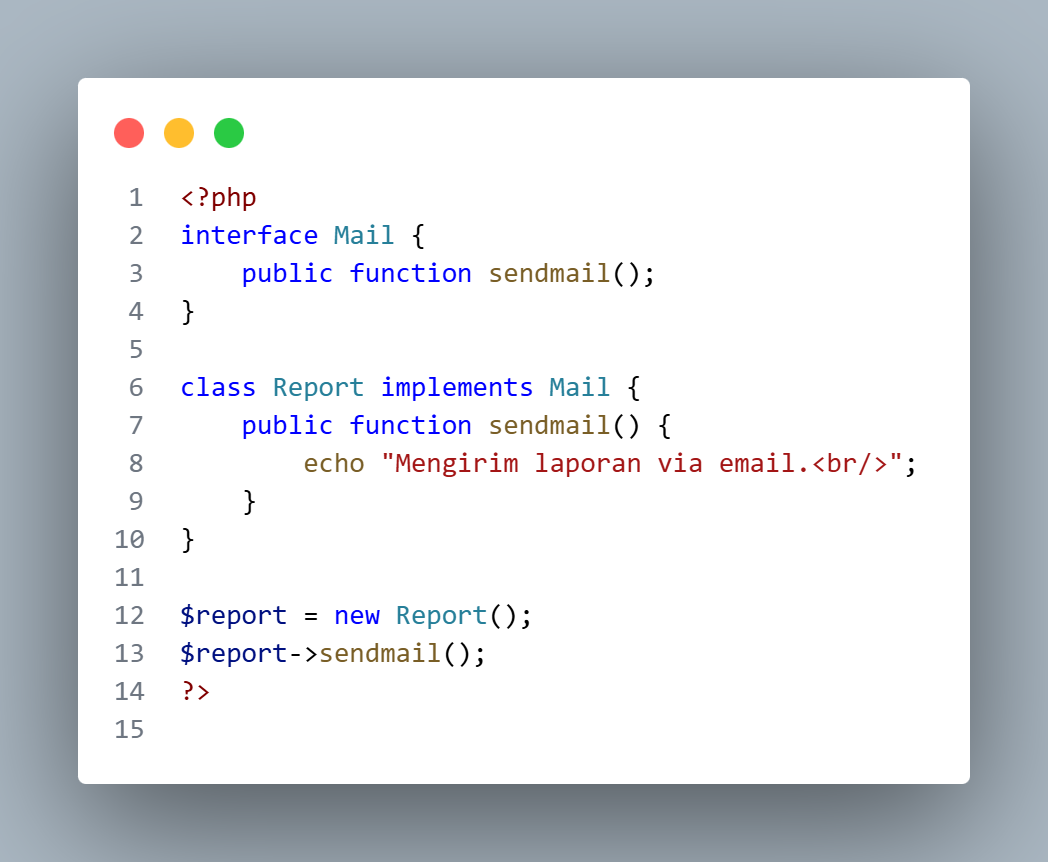 1 <?php
2 interface Mail {
3     public function sendmail();
4 }
5
6 class Report implements Mail {
7     public function sendmail() {
8         echo "Mengirim laporan via email.<br/>";
9     }
10 }
11
12 $report = new Report();
13 $report->sendmail();
14 ?>
15